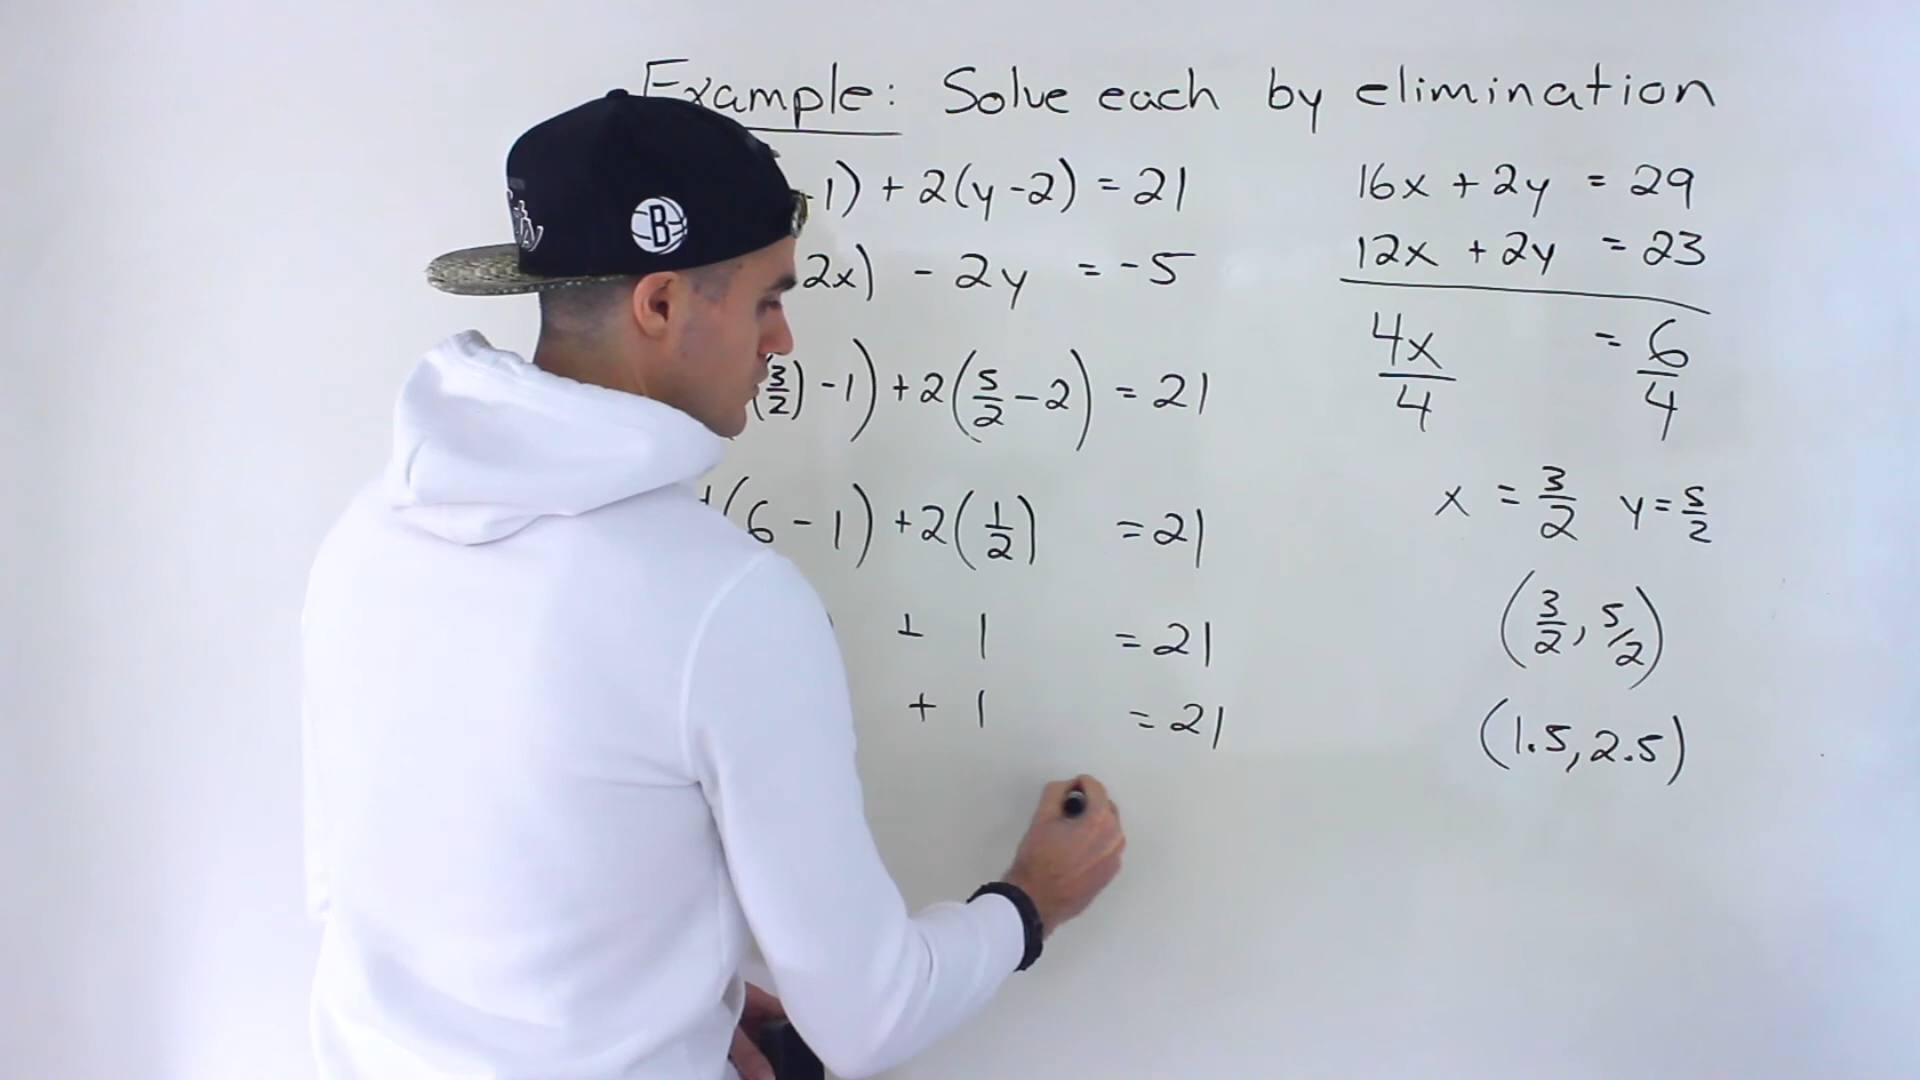 Example: Solve each by elimination
1) + 2(y - 2) = 21
2x) - 2y = -5
(3/2) - 1) + 2(5/2 - 2) = 21
(6 - 1) + 2(1/2) = 21
+ 1 = 21
+ 1 = 21
16x + 2y = 29
12x + 2y = 23
4x/4 = 6/4
x = 3/2 y = 5/2
(3/2, 5/2)
(1.5, 2.5)
B